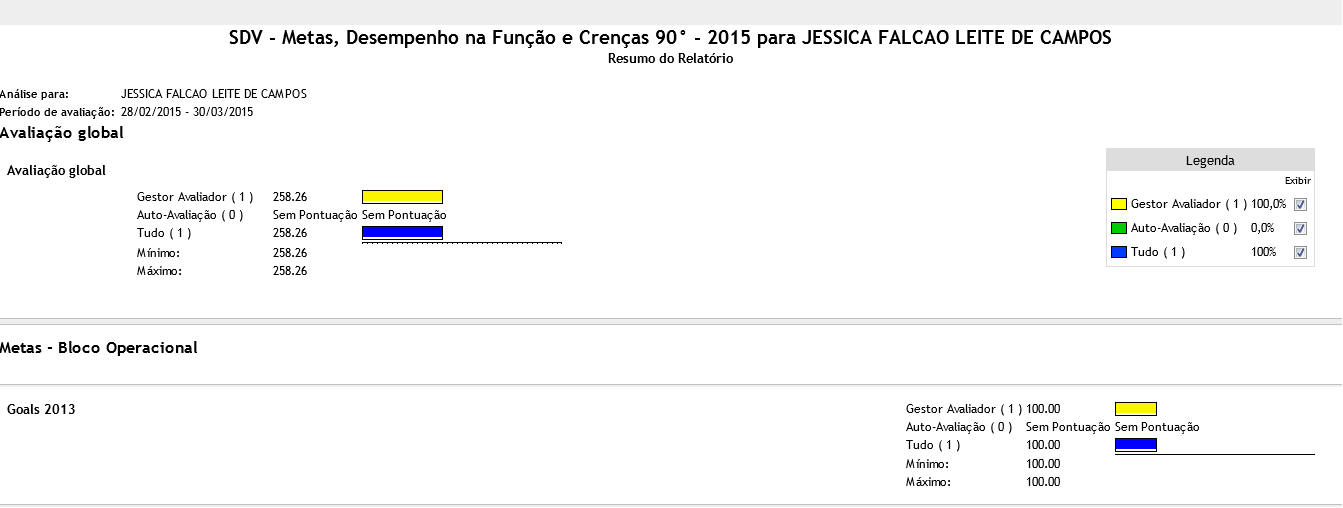 SDV - Metas, Desempenho na Função e Crenças 90° - 2015 para JESSICA FALCAO LEITE DE CAMPOS
Resumo do Relatório
Análise para: JESSICA FALCAO LEITE DE CAMPOS
Período de avaliação: 28/02/2015 - 30/03/2015
Avaliação global
Avaliação global
Gestor Avaliador ( 1 ) 258.26
Auto-Avaliação ( 0 ) Sem Pontuação Sem Pontuação
Tudo ( 1 ) 258.26
Mínimo: 258.26
Máximo: 258.26
Legenda
Exibir
Gestor Avaliador ( 1 ) 100,0%
Auto-Avaliação ( 0 ) 0,0%
Tudo ( 1 ) 100%
Metas - Bloco Operacional
Goals 2013
Gestor Avaliador ( 1 ) 100.00
Auto-Avaliação ( 0 ) Sem Pontuação Sem Pontuação
Tudo ( 1 ) 100.00
Mínimo: 100.00
Máximo: 100.00